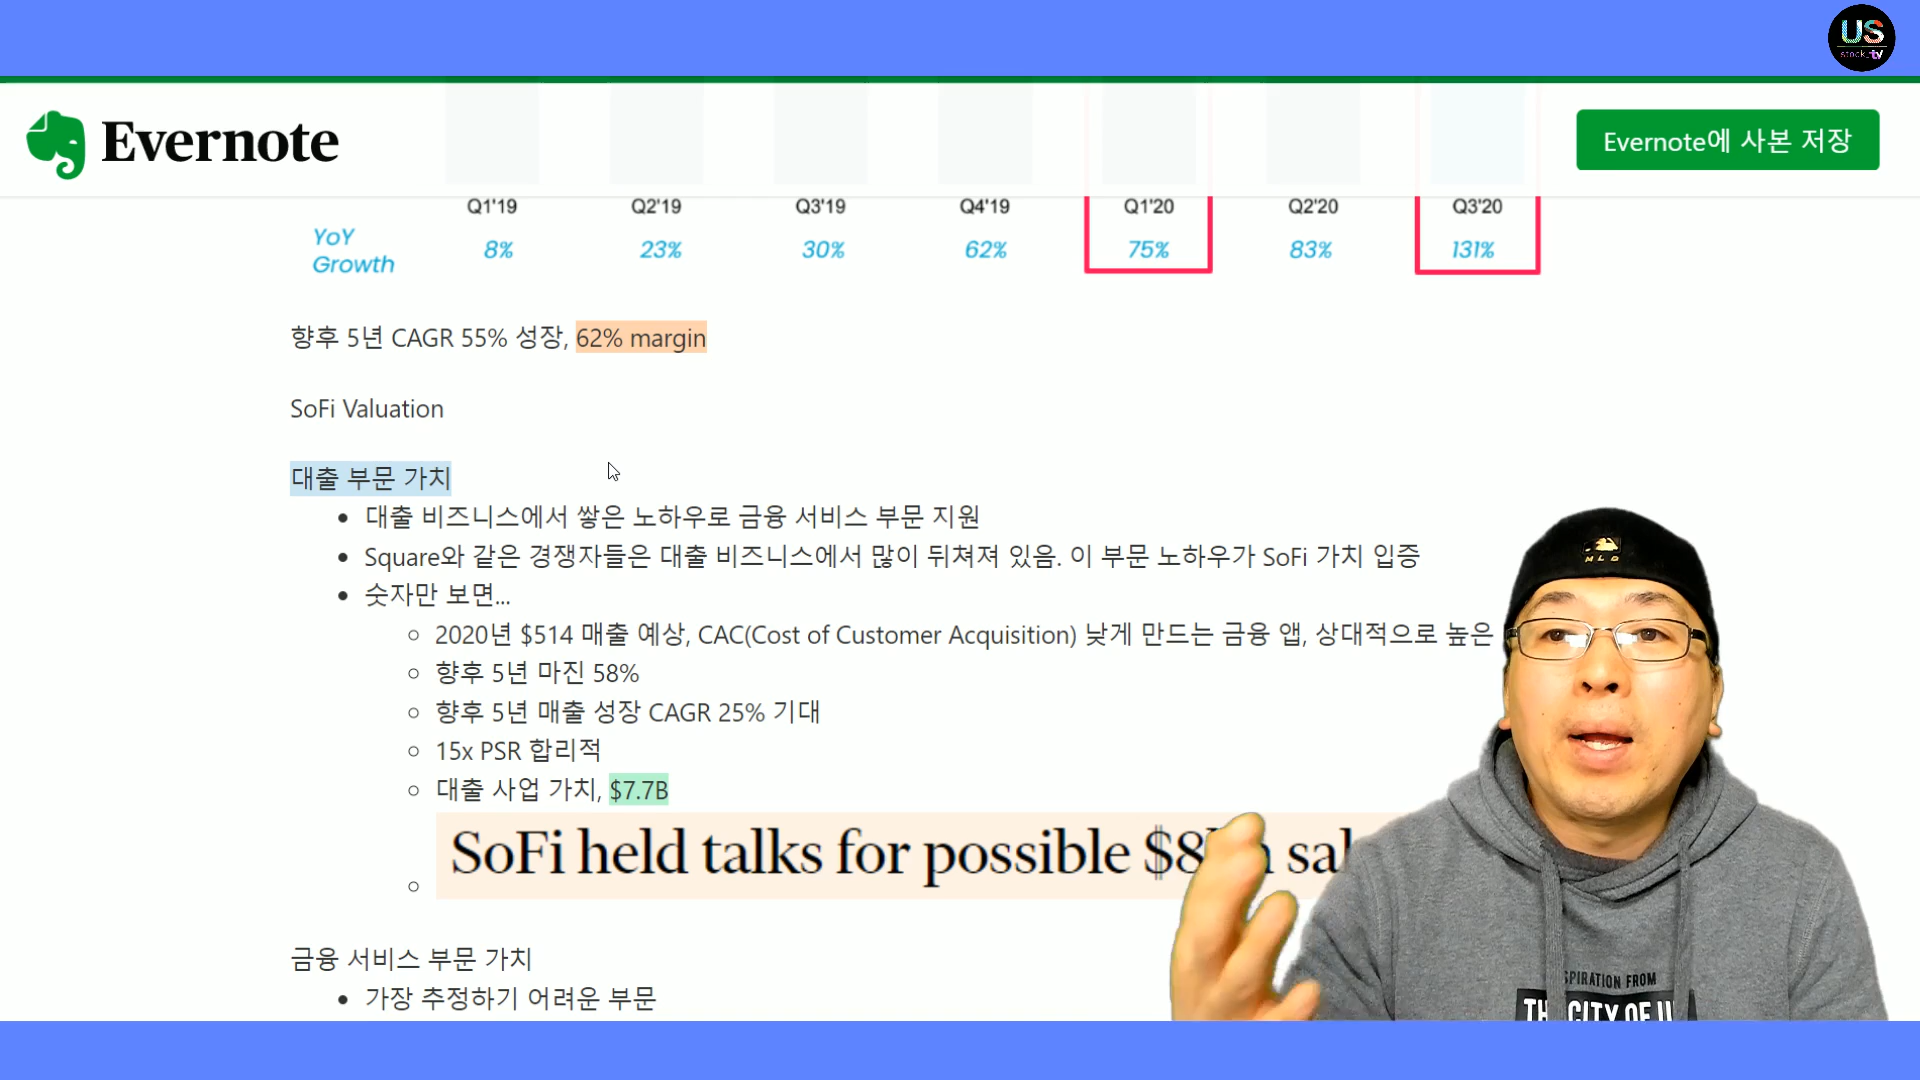 US
stock_tv
Evernote
Evernote에 사본 저장
Q1'19 Q2'19 Q3'19 Q4'19 Q1'20 Q2'20 Q3'20
YoY
Growth
8% 23% 30% 62% 75% 83% 131%
향후 5년 CAGR 55% 성장, 62% margin
SoFi Valuation
대출 부문 가치
대출 비즈니스에서 쌓은 노하우로 금융 서비스 부문 지원
Square와 같은 경쟁자들은 대출 비즈니스에서 많이 뒤쳐져 있음. 이 부문 노하우가 SoFi 가치 입증
숫자만 보면...
2020년 $514 매출 예상, CAC(Cost of Customer Acquisition) 낮게 만드는 금융 앱, 상대적으로 높은
향후 5년 마진 58%
향후 5년 매출 성장 CAGR 25% 기대
15x PSR 합리적
대출 사업 가치, $7.7B
SoFi held talks for possible
금융 서비스 부문 가치
가장 추정하기 어려운 부문
MLB
FROM
CITY OF